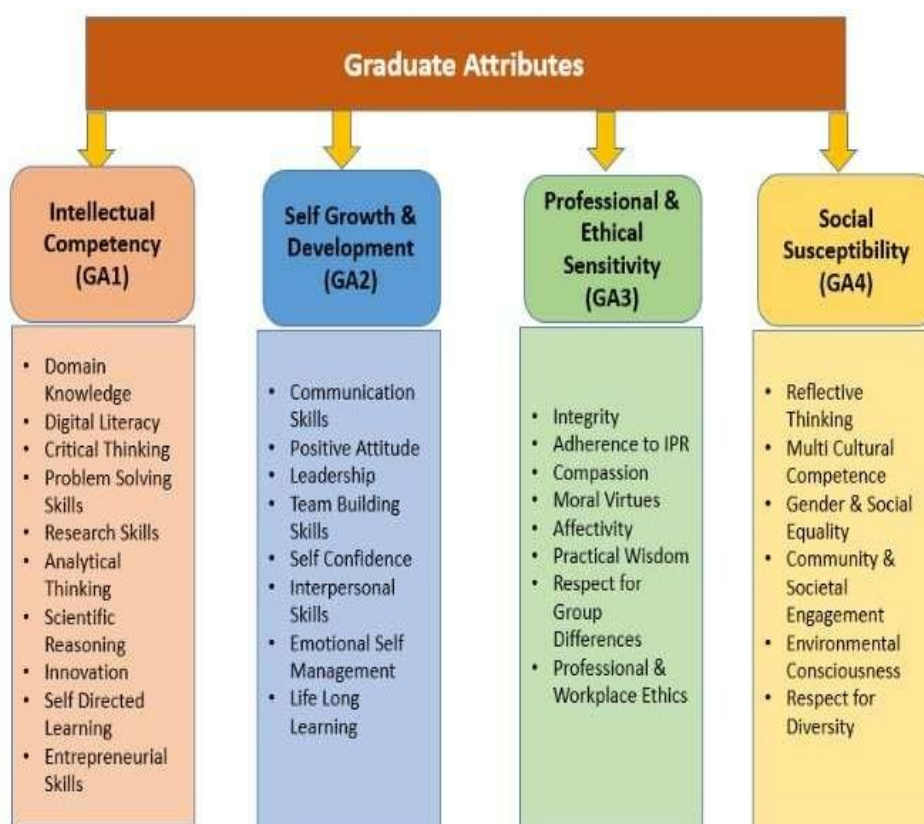 Graduate Attributes
Intellectual
Competency
(GA1)
• Domain
Knowledge
• Digital Literacy
• Critical Thinking
• Problem Solving
Skills
• Research Skills
• Analytical
Thinking
• Scientific
Reasoning
• Innovation
• Self Directed
Learning
• Entrepreneurial
Skills
Self Growth &
Development
(GA2)
• Communication
Skills
• Positive Attitude
• Leadership
• Team Building
Skills
• Self Confidence
• Interpersonal
Skills
• Emotional Self
Management
• Life Long
Learning
Professional &
Ethical
Sensitivity
(GA3)
• Integrity
• Adherence to IPR
• Compassion
• Moral Virtues
• Affectivity
• Practical Wisdom
• Respect for
Group
Differences
• Professional &
Workplace Ethics
Social
Susceptibility
(GA4)
• Reflective
Thinking
• Multi Cultural
Competence
• Gender & Social
Equality
• Community &
Societal
Engagement
• Environmental
Consciousness
• Respect for
Diversity